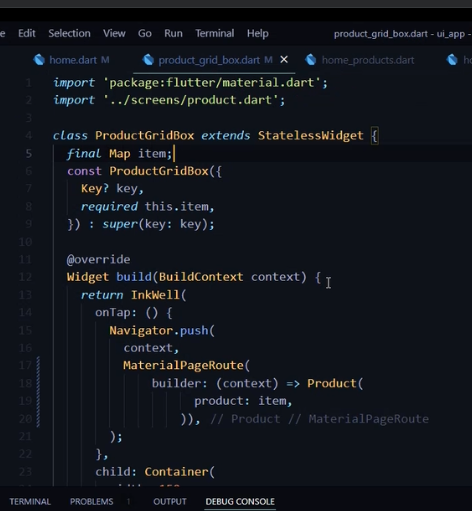 e Edit Selection View Go Run Terminal Help product_grid_box.dart - ui_app -
home.dart M product_grid_box.dart M × home_products.dart ho
1 import 'package:flutter/material.dart';
2 import '../screens/product.dart';
3
4 class ProductGridBox extends StatelessWidget {
5 final Map item;
6 const ProductGridBox({
7 Key? key,
8 required this.item,
9 }) : super(key: key);
10
11 @override
12 Widget build(BuildContext context) {
13 return InkWell(
14 onTap: () {
15 Navigator.push(
16 context,
17 MaterialPageRoute(
18 builder: (context) => Product(
19 product: item,
20 )), // Product // MaterialPageRoute
21 );
22 },
23 child: Container(
TERMINAL PROBLEMS 1 OUTPUT DEBUG CONSOLE